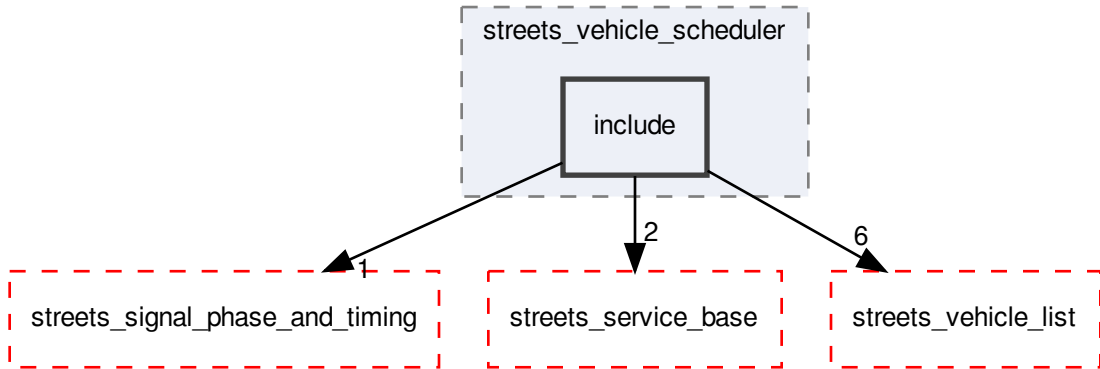 streets_vehicle_scheduler
include
1
2
6
streets_signal_phase_and_timing
streets_service_base
streets_vehicle_list